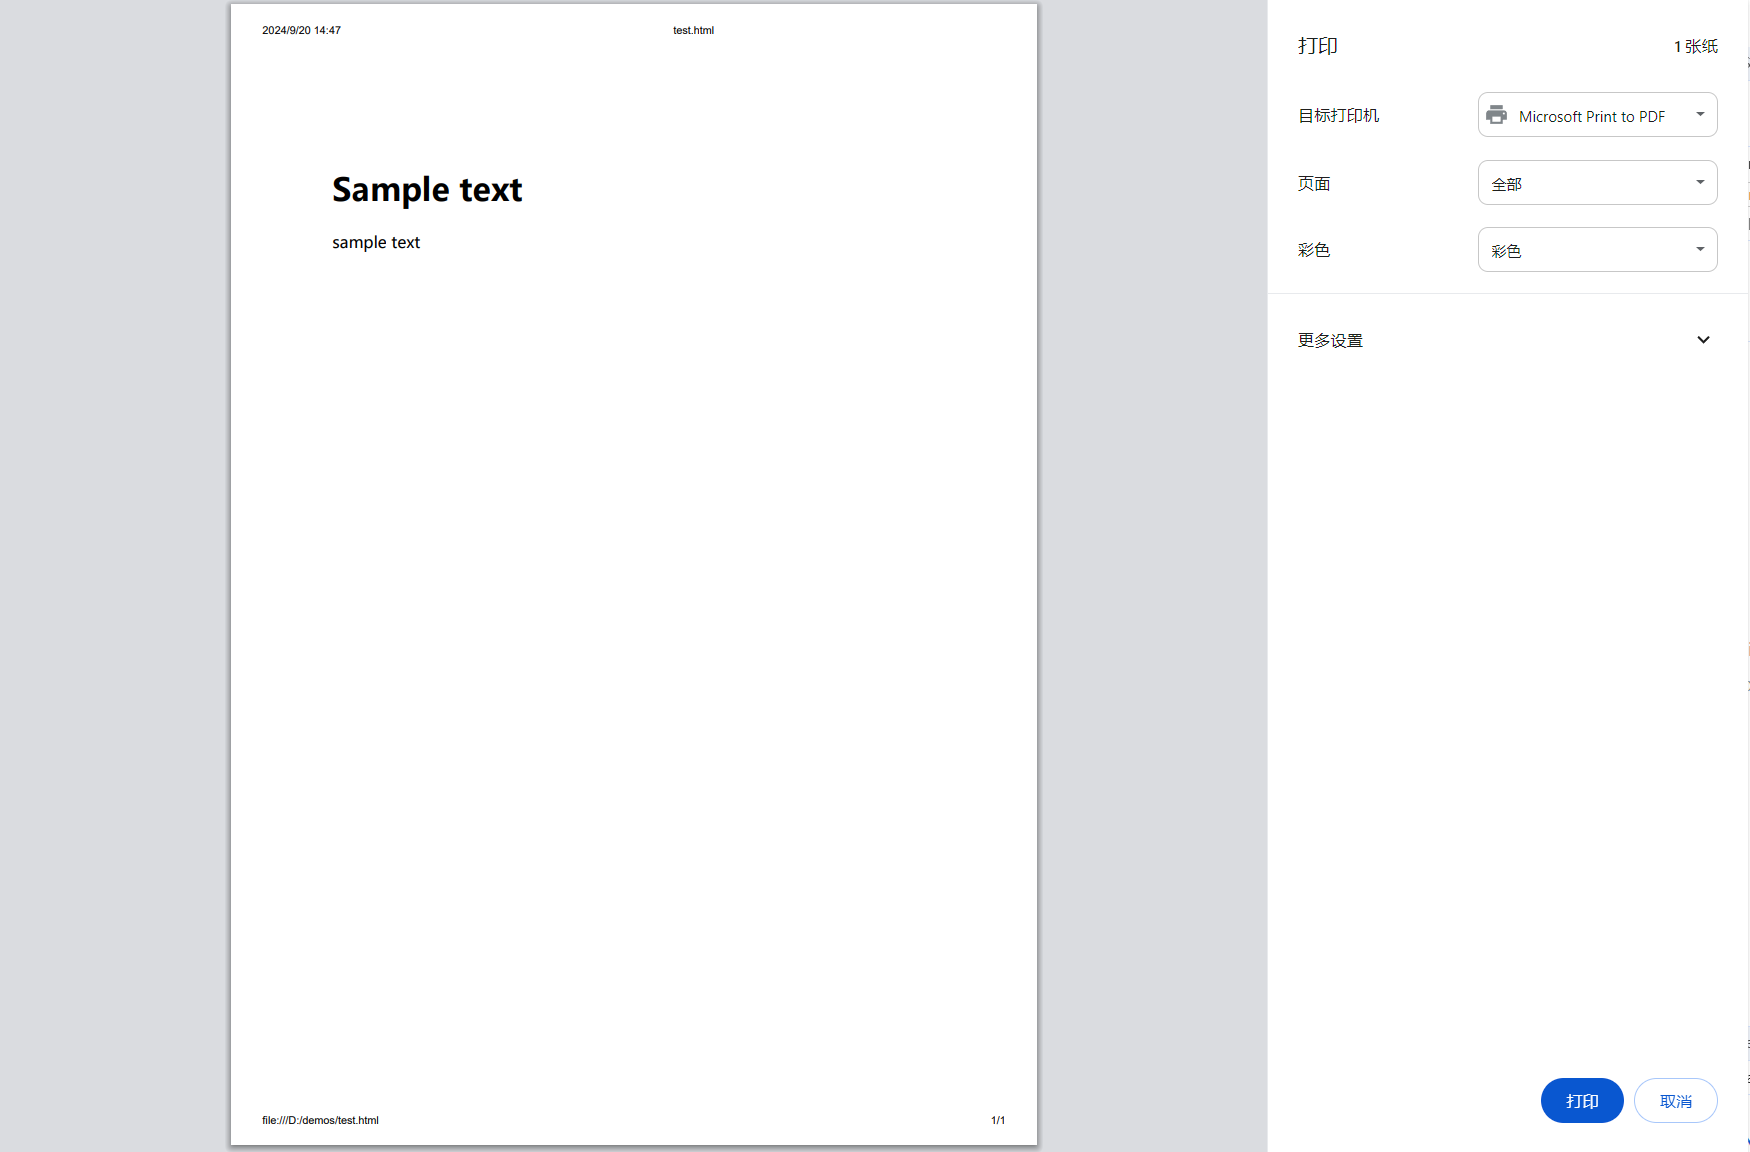 2024/9/20 14:47 test.html
Sample text
sample text
file:///D:/demos/test.html 1/1
打印 1 张纸
目标打印机 Microsoft Print to PDF
页面 全部
彩色 彩色
更多设置
打印 取消